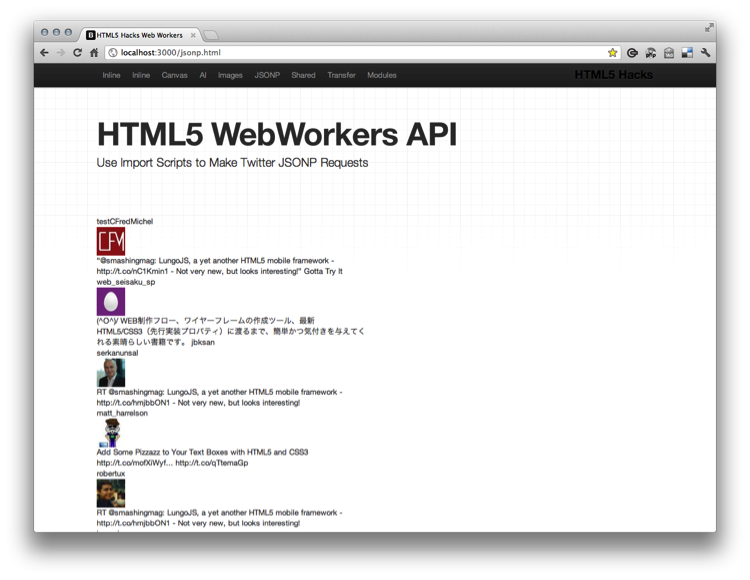 HTML5 Hacks Web Workers
localhost:3000/jsonp.html
Inline Inline Canvas AI Images JSONP Shared Transfer Modules HTML5 Hacks
HTML5 WebWorkers API
Use Import Scripts to Make Twitter JSONP Requests
testCFredMichel
CFM
"@smashingmag: LungoJS, a yet another HTML5 mobile framework -
http://t.co/nC1Kmin1 - Not very new, but looks interesting!" Gotta Try It
web_seisaku_sp
(^O^)/ WEB制作フロー、ワイヤーフレームの作成ツール、最新
HTML5/CSS3（先行実装プロパティ）に渡るまで、簡単かつ気付きを与えてく
れる素晴らしい書籍です。 jbksan
serkanunsal
RT @smashingmag: LungoJS, a yet another HTML5 mobile framework -
http://t.co/hmjbbON1 - Not very new, but looks interesting!
matt_harrelson
Add Some Pizzazz to Your Text Boxes with HTML5 and CSS3
http://t.co/mofXiWyf... http://t.co/qTtemaGp
robertux
RT @smashingmag: LungoJS, a yet another HTML5 mobile framework -
http://t.co/hmjbbON1 - Not very new, but looks interesting!